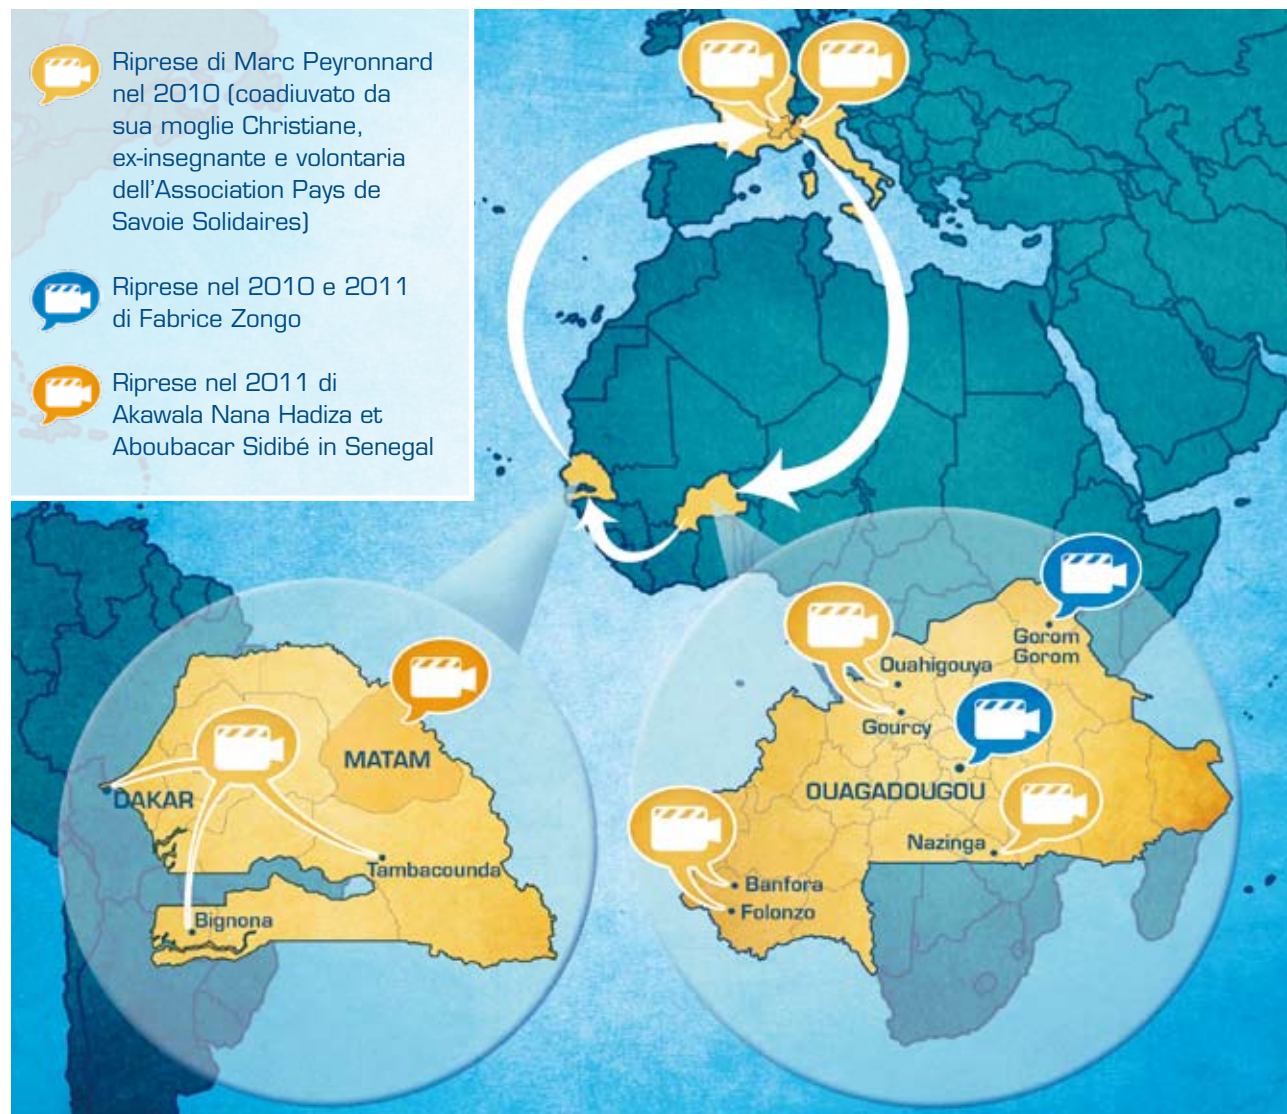 Riprese di Marc Peyronnard
nel 2010 (coadiuvato da
sua moglie Christiane,
ex-insegnante e volontaria
dell'Association Pays de
Savoie Solidaires)
Riprese nel 2010 e 2011
di Fabrice Zongo
Riprese nel 2011 di
Akawala Nana Hadiza et
Aboubacar Sidibé in Senegal
MATAM
DAKAR
Tambacounda
Bignona
Gorom
Gorom
Ouahigouya
Gourcy
OUAGADOUGOU
Nazinga
Banfora
Folonzo